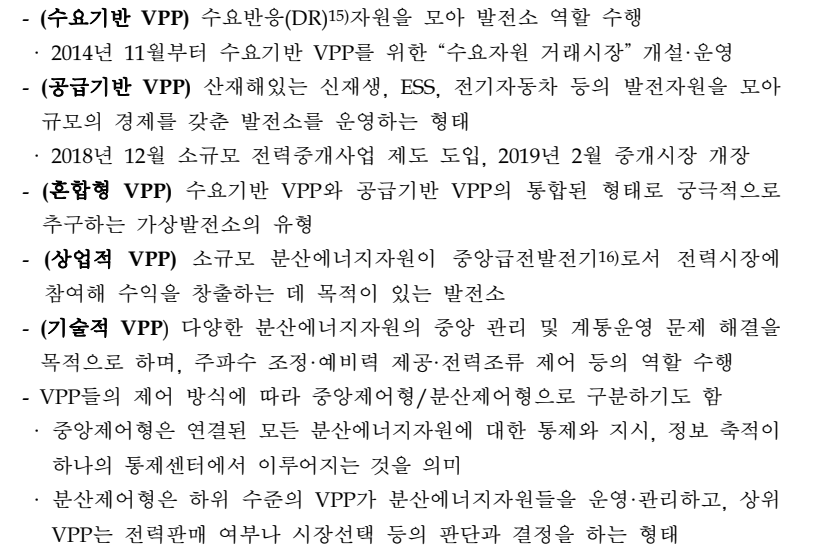 - (수요기반 VPP) 수요반응(DR)15)자원을 모아 발전소 역할 수행
· 2014년 11월부터 수요기반 VPP를 위한 “수요자원 거래시장” 개설·운영
- (공급기반 VPP) 산재해있는 신재생, ESS, 전기자동차 등의 발전자원을 모아
규모의 경제를 갖춘 발전소를 운영하는 형태
· 2018년 12월 소규모 전력중개사업 제도 도입, 2019년 2월 중개시장 개장
- (혼합형 VPP) 수요기반 VPP와 공급기반 VPP의 통합된 형태로 궁극적으로
추구하는 가상발전소의 유형
- (상업적 VPP) 소규모 분산에너지자원이 중앙급전발전기16)로서 전력시장에
참여해 수익을 창출하는 데 목적이 있는 발전소
- (기술적 VPP) 다양한 분산에너지자원의 중앙 관리 및 계통운영 문제 해결을
목적으로 하며, 주파수 조정·예비력 제공·전력조류 제어 등의 역할 수행
- VPP들의 제어 방식에 따라 중앙제어형/분산제어형으로 구분하기도 함
· 중앙제어형은 연결된 모든 분산에너지자원에 대한 통제와 지시, 정보 축적이
하나의 통제센터에서 이루어지는 것을 의미
· 분산제어형은 하위 수준의 VPP가 분산에너지자원들을 운영·관리하고, 상위
VPP는 전력판매 여부나 시장선택 등의 판단과 결정을 하는 형태